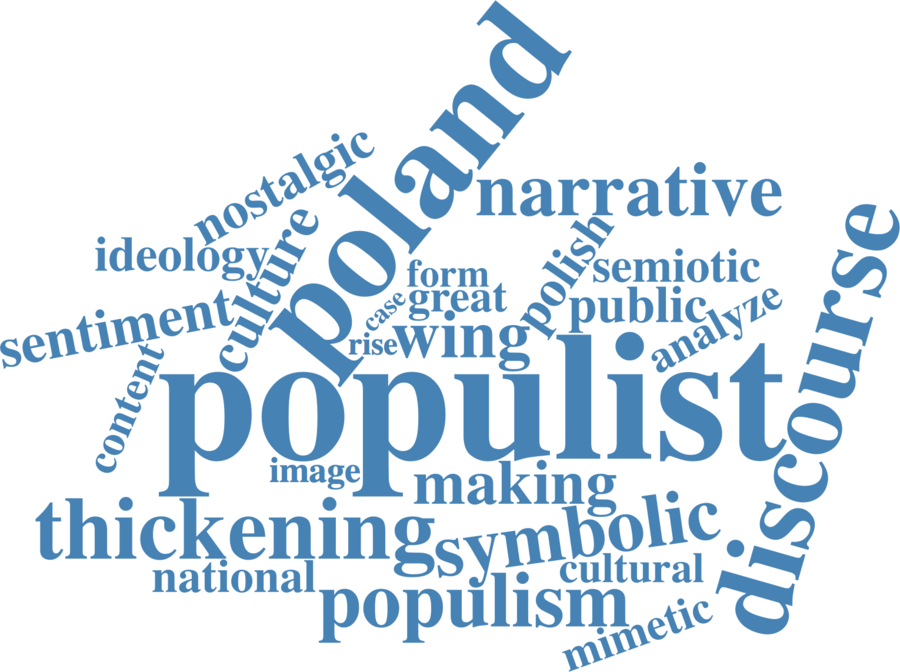 poland
nostalgic
narrative
ideology
culture
discourse
polish
semiotic
form
great
case
public
sentiment
analyze
rise
wing
content
populist
image
making
thickening
symbolic
national
cultural
populism
mimetic